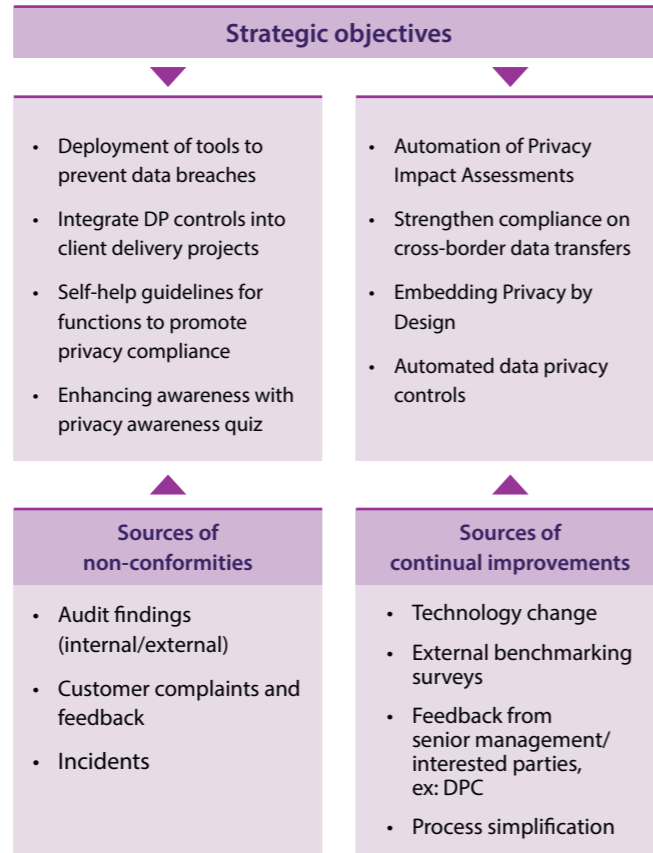 Strategic objectives
• Deployment of tools to
prevent data breaches
• Integrate DP controls into
client delivery projects
• Self-help guidelines for
functions to promote
privacy compliance
• Enhancing awareness with
privacy awareness quiz
• Automation of Privacy
Impact Assessments
• Strengthen compliance on
cross-border data transfers
• Embedding Privacy by
Design
• Automated data privacy
controls
Sources of
non-conformities
• Audit findings
(internal/external)
• Customer complaints and
feedback
• Incidents
Sources of
continual improvements
• Technology change
• External benchmarking
surveys
• Feedback from
senior management/
interested parties,
ex: DPC
• Process simplification